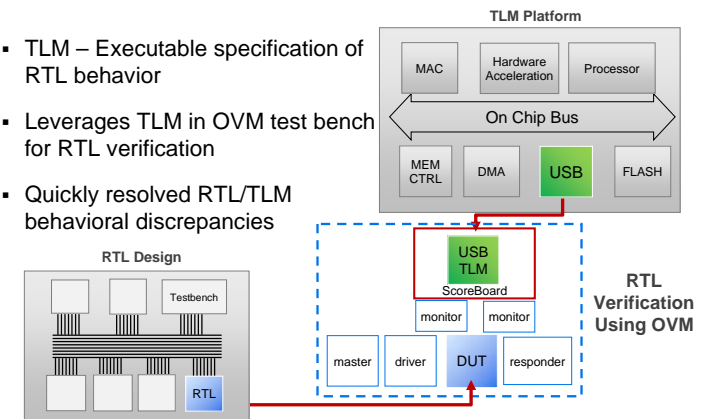 ▪ TLM – Executable specification of
RTL behavior
▪ Leverages TLM in OVM test bench
for RTL verification
▪ Quickly resolved RTL/TLM
behavioral discrepancies
TLM Platform
MAC
Hardware
Acceleration
Processor
On Chip Bus
MEM
CTRL
DMA
USB
FLASH
RTL Design
Testbench
RTL
USB
TLM
ScoreBoard
monitor
monitor
master
driver
DUT
responder
RTL
Verification
Using OVM